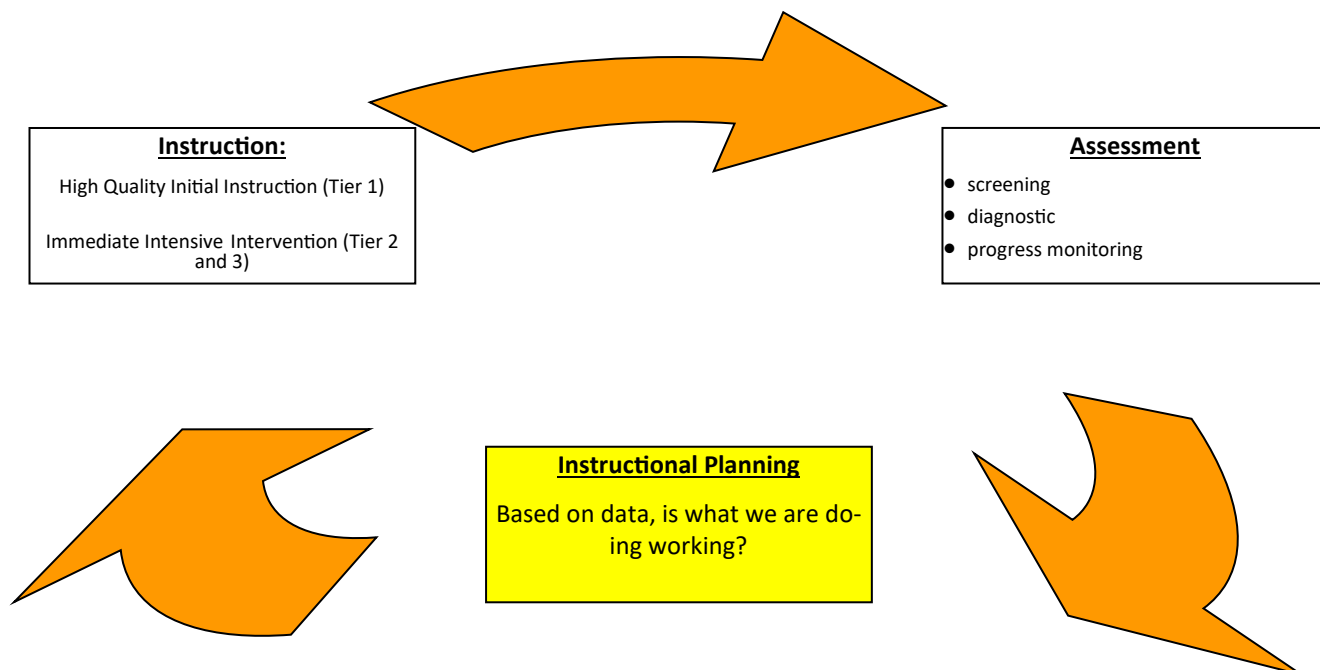 Instruction:
High Quality Initial Instruction (Tier 1)
Immediate Intensive Intervention (Tier 2
and 3)
Assessment
• screening
• diagnostic
• progress monitoring
Instructional Planning
Based on data, is what we are do-
ing working?